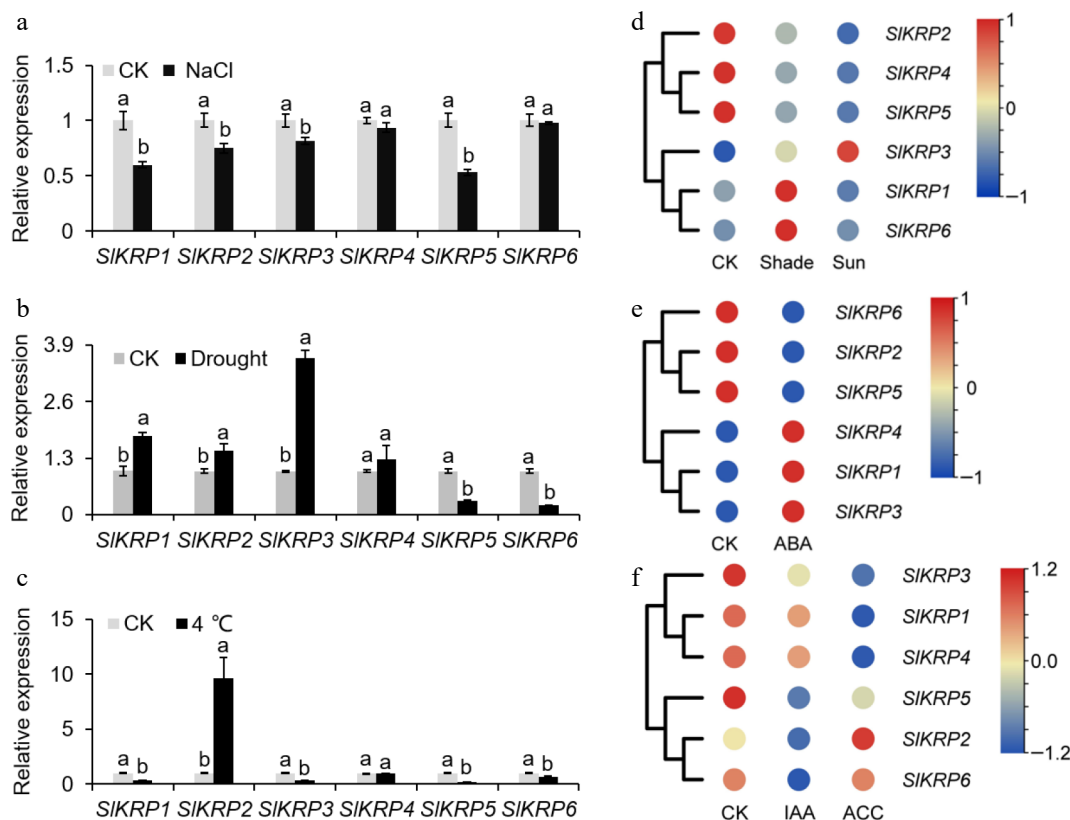 a
CK NaCl
Relative expression
1.5
1
0.5
0
a b a b a b a a a b a a
SlKRP1 SlKRP2 SlKRP3 SlKRP4 SlKRP5 SlKRP6
b
CK Drought
Relative expression
3.9
2.6
1.3
0
b a b a b a a a a b a b
SlKRP1 SlKRP2 SlKRP3 SlKRP4 SlKRP5 SlKRP6
c
CK 4 ℃
Relative expression
15
10
5
0
a b b a a b a a a b a b
SlKRP1 SlKRP2 SlKRP3 SlKRP4 SlKRP5 SlKRP6
d
SlKRP2
SlKRP4
SlKRP5
SlKRP3
SlKRP1
SlKRP6
CK Shade Sun
1
0
−1
e
SlKRP6
SlKRP2
SlKRP5
SlKRP4
SlKRP1
SlKRP3
CK ABA
1
0
−1
f
SlKRP3
SlKRP1
SlKRP4
SlKRP5
SlKRP2
SlKRP6
CK IAA ACC
1.2
0.0
−1.2